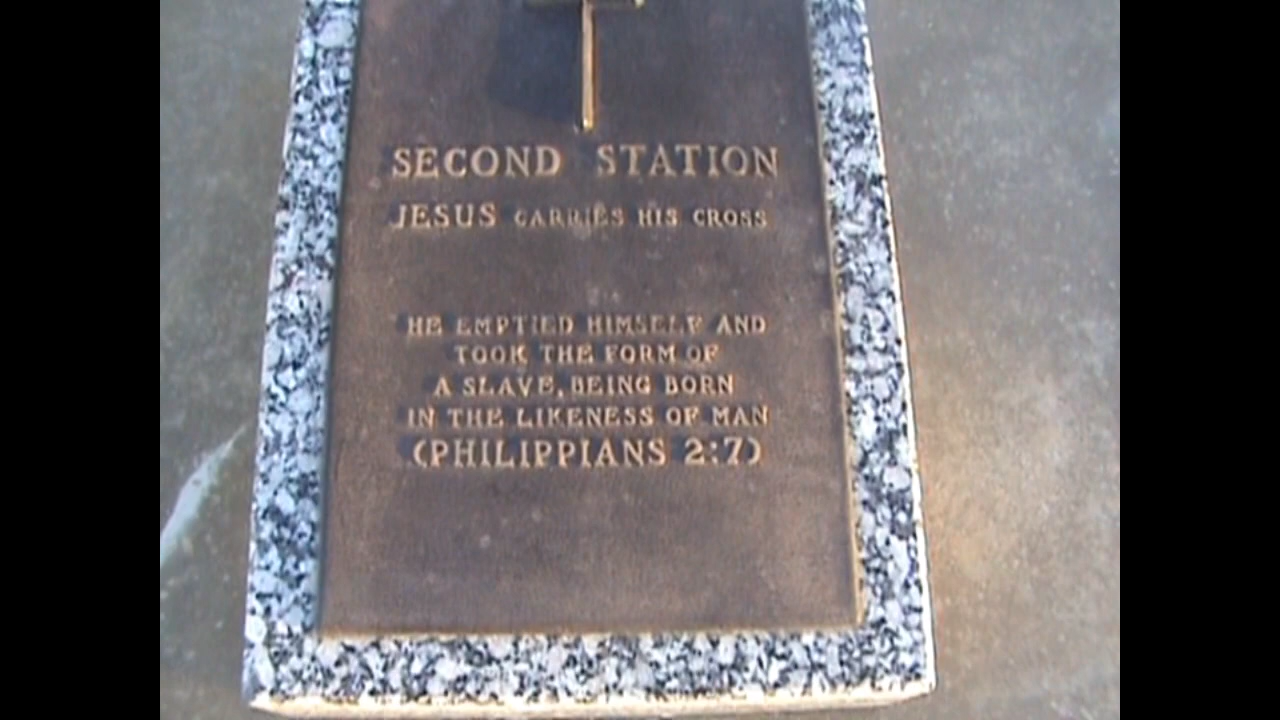 SECOND STATION
JESUS CARRIES HIS CROSS
HE EMPTIED HIMSELF AND
TOOK THE FORM OF
A SLAVE, BEING BORN
IN THE LIKENESS OF MAN
(PHILIPPIANS 2:7)